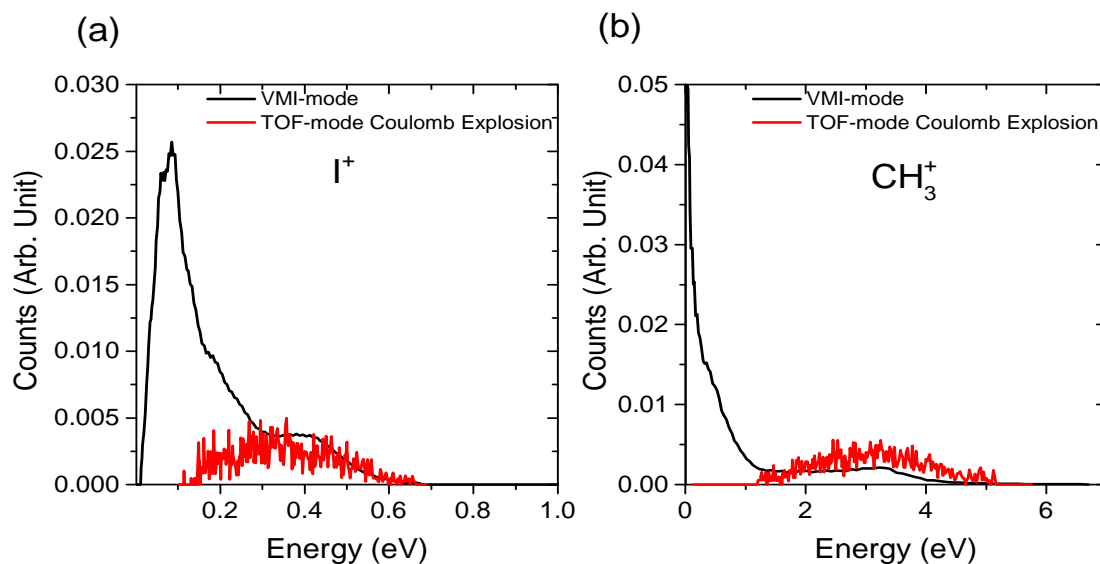 (a)
0.030
0.025
0.020
0.015
0.010
0.005
0.000
Counts (Arb. Unit)
VMI-mode
TOF-mode Coulomb Explosion
I⁺
0.2
0.4
0.6
0.8
1.0
Energy (eV)
(b)
0.05
0.04
0.03
0.02
0.01
0.00
Counts (Arb. Unit)
VMI-mode
TOF-mode Coulomb Explosion
CH₃⁺
0
2
4
6
Energy (eV)